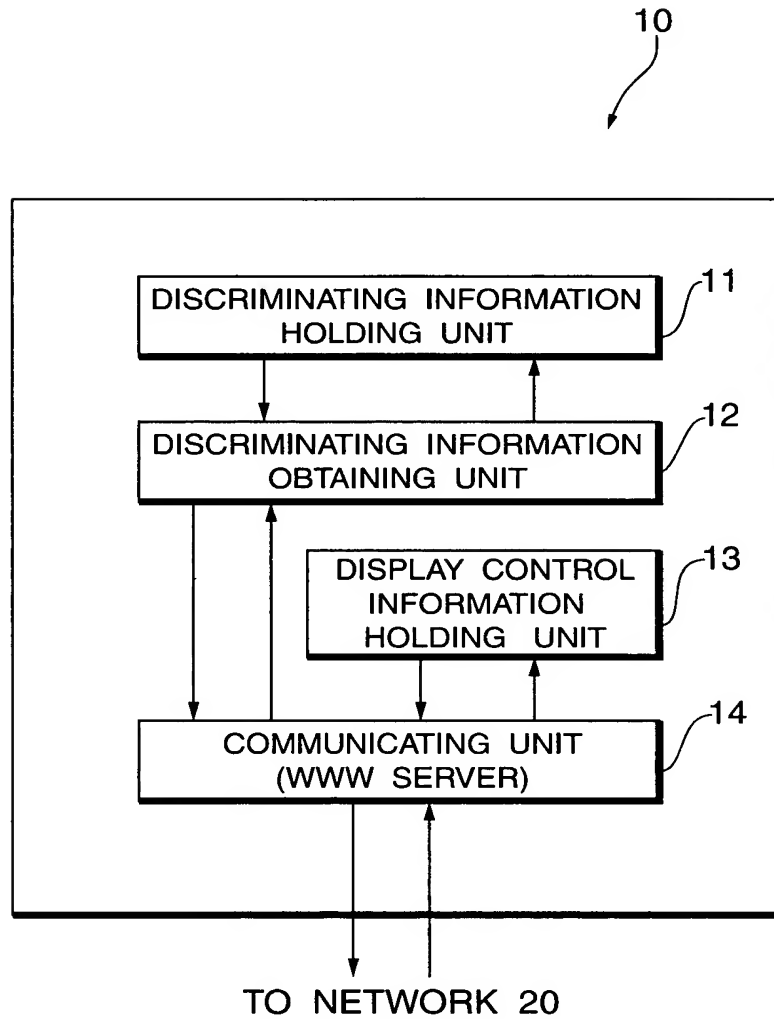 10
DISCRIMINATING INFORMATION
HOLDING UNIT
11
DISCRIMINATING INFORMATION
OBTAINING UNIT
12
DISPLAY CONTROL
INFORMATION
HOLDING UNIT
13
COMMUNICATING UNIT
(WWW SERVER)
14
TO NETWORK 20